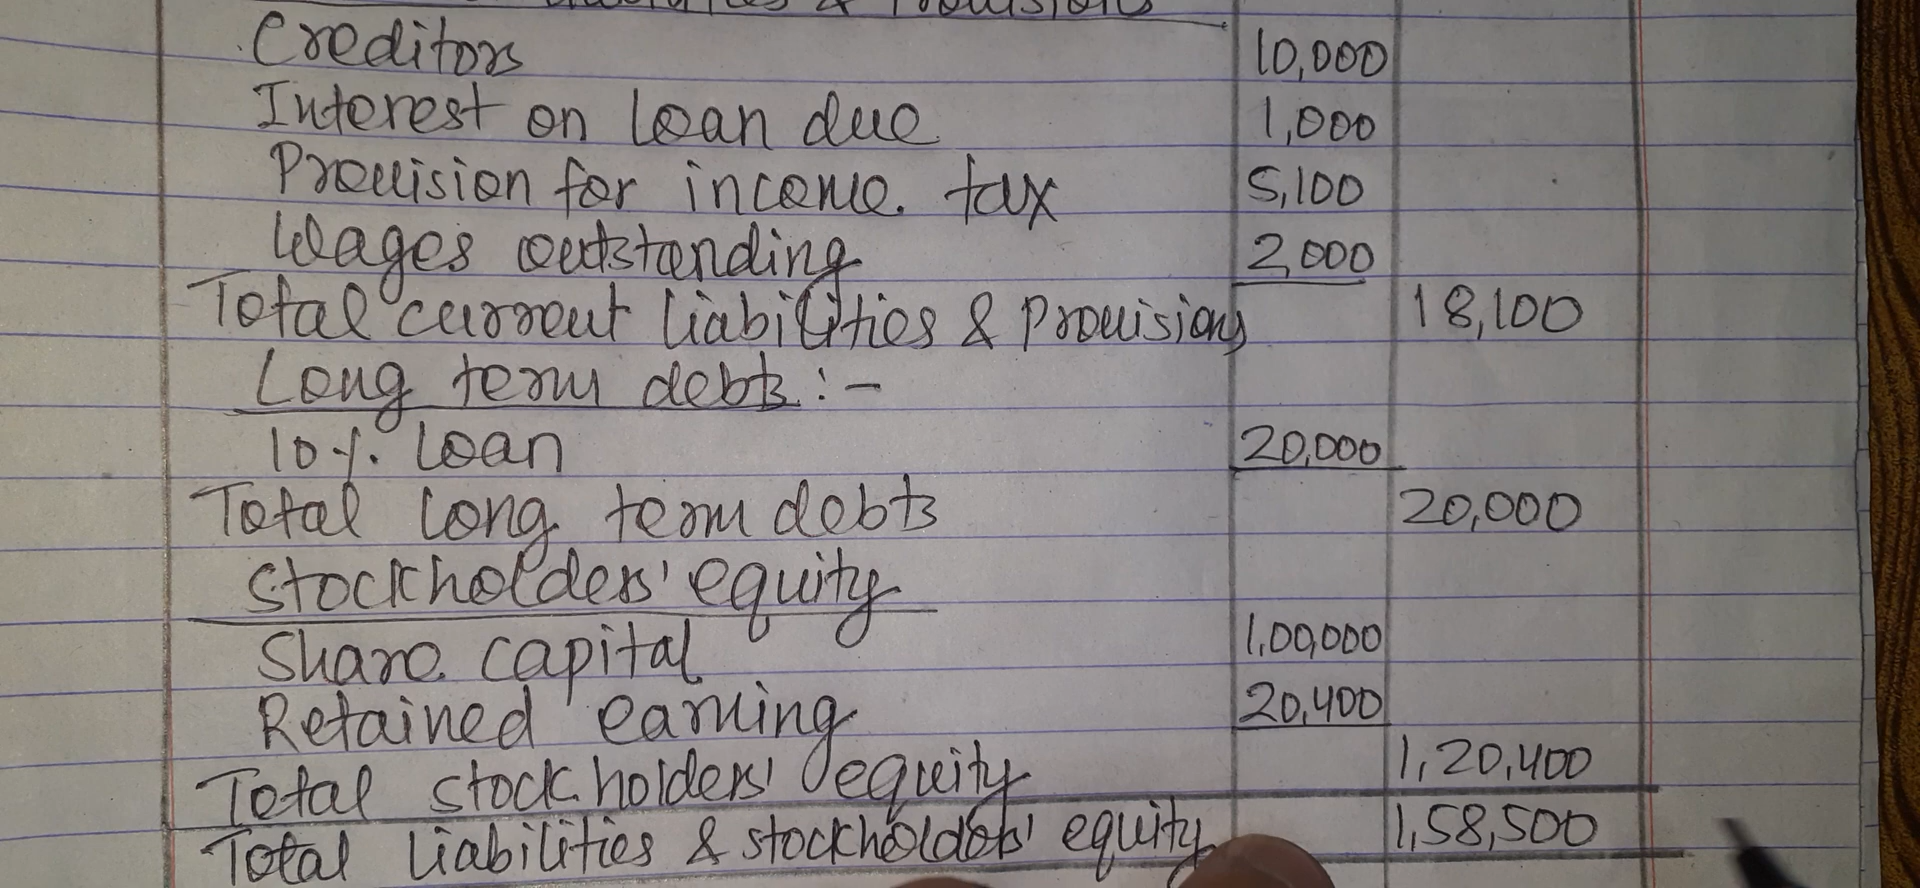 & Provisions
Creditors 10,000
Interest on loan due 1,000
Provision for income tax 5,100
Wages outstanding 2,000
Total current liabilities & Provisions 18,100
Long term debts :-
10%. Loan 20,000
Total long term debts 20,000
Stockholders' equity
Share capital 1,00,000
Retained earning 20,400
Total stockholders' equity 1,20,400
Total liabilities & stockholders' equity 1,58,500